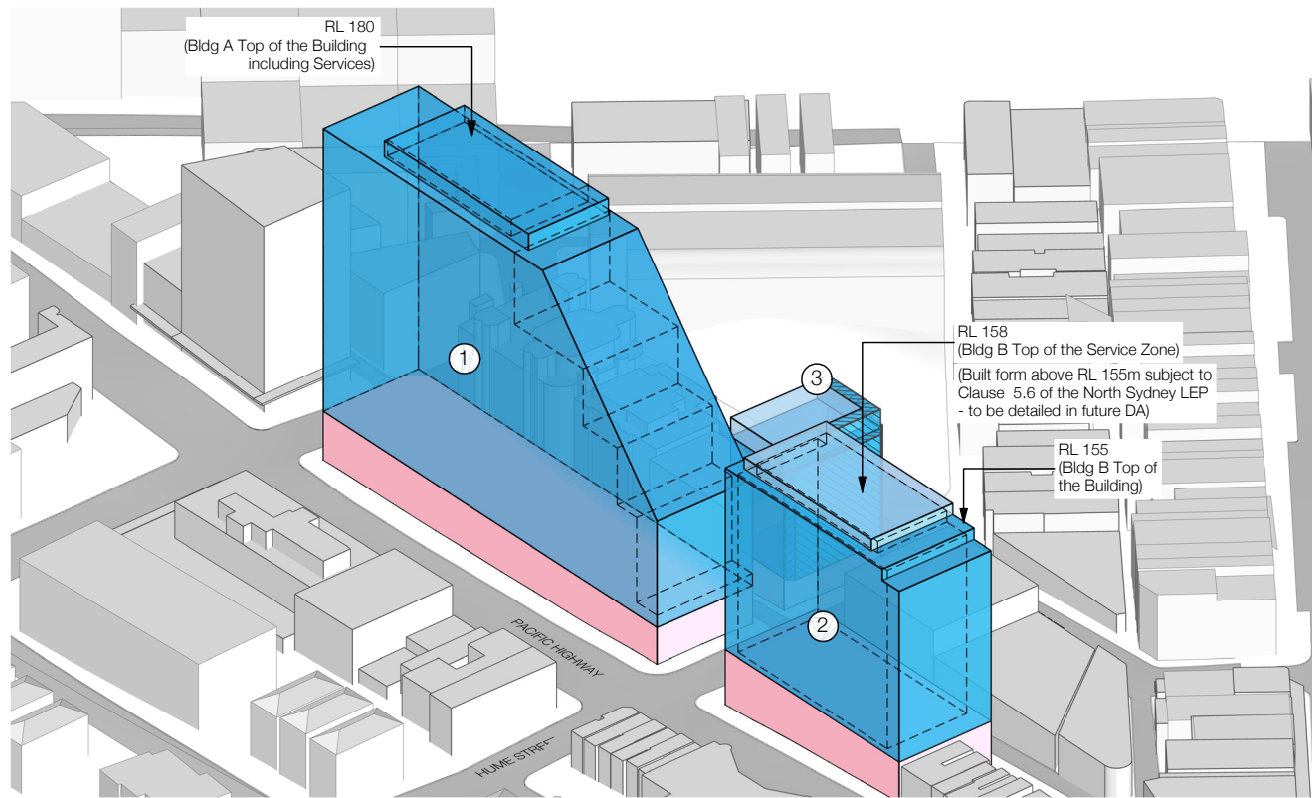 RL 180
(Bldg A Top of the Building
including Services)
3
RL 158
(Bldg B Top of the Service Zone)
(Built form above RL 155m subject to
Clause 5.6 of the North Sydney LEP
- to be detailed in future DA)
1
RL 155
(Bldg B Top of
the Building)
2
PACIFIC HIGHWAY
HUME